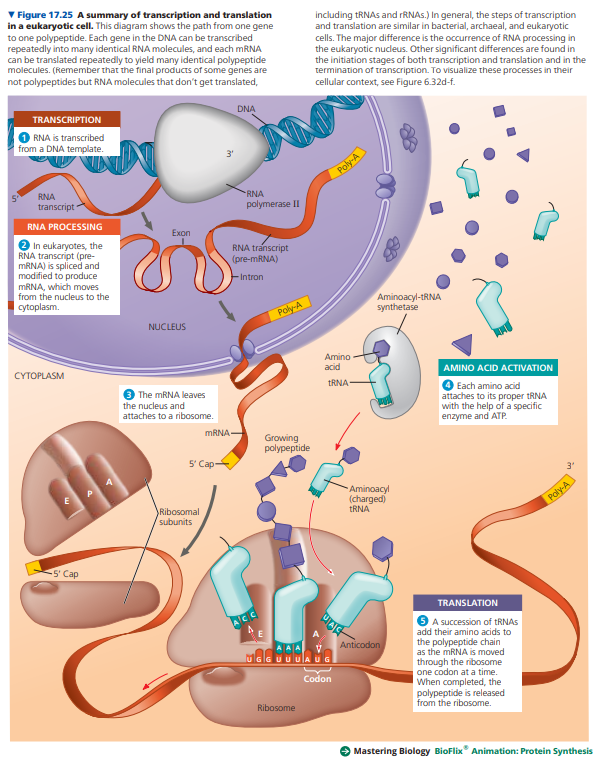 ▼ Figure 17.25 A summary of transcription and translation
in a eukaryotic cell. This diagram shows the path from one gene
to one polypeptide. Each gene in the DNA can be transcribed
repeatedly into many identical RNA molecules, and each mRNA
can be translated repeatedly to yield many identical polypeptide
molecules. (Remember that the final products of some genes are
not polypeptides but RNA molecules that don't get translated,
including tRNAs and rRNAs.) In general, the steps of transcription
and translation are similar in bacterial, archaeal, and eukaryotic
cells. The major difference is the occurrence of RNA processing in
the eukaryotic nucleus. Other significant differences are found in
the initiation stages of both transcription and translation and in the
termination of transcription. To visualize these processes in their
cellular context, see Figure 6.32d-f.
TRANSCRIPTION
1 RNA is transcribed
from a DNA template.
DNA
3'
RNA
polymerase II
Poly-A
5'
RNA
transcript
RNA PROCESSING
2 In eukaryotes, the
RNA transcript (pre-
mRNA) is spliced and
modified to produce
mRNA, which moves
from the nucleus to the
cytoplasm.
Exon
RNA transcript
(pre-mRNA)
Intron
NUCLEUS
Poly-A
CYTOPLASM
Aminoacyl-tRNA
synthetase
Amino
acid
tRNA
AMINO ACID ACTIVATION
4 Each amino acid
attaches to its proper tRNA
with the help of a specific
enzyme and ATP.
3 The mRNA leaves
the nucleus and
attaches to a ribosome.
mRNA
5' Cap
Growing
polypeptide
Aminoacyl
(charged)
tRNA
3'
Poly-A
E P A
Ribosomal
subunits
5' Cap
A C C
E
A A A
A
U A C
Anticodon
U G G U U U A U G
Codon
Ribosome
TRANSLATION
5 A succession of tRNAs
add their amino acids to
the polypeptide chain
as the mRNA is moved
through the ribosome
one codon at a time.
When completed, the
polypeptide is released
from the ribosome.
Mastering Biology BioFlix® Animation: Protein Synthesis